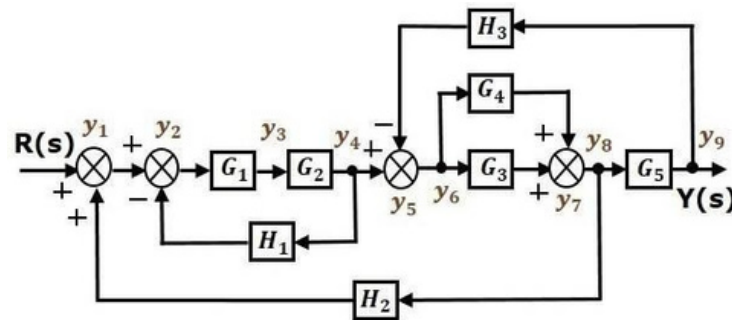 H₃
G₄
y₁ y₂ y₃ y₄ y₈ y₉
R(s) + G₁ G₂ + − G₃ + G₅
+ − y₅ y₆ + y₇ Y(s)
+ H₁
H₂